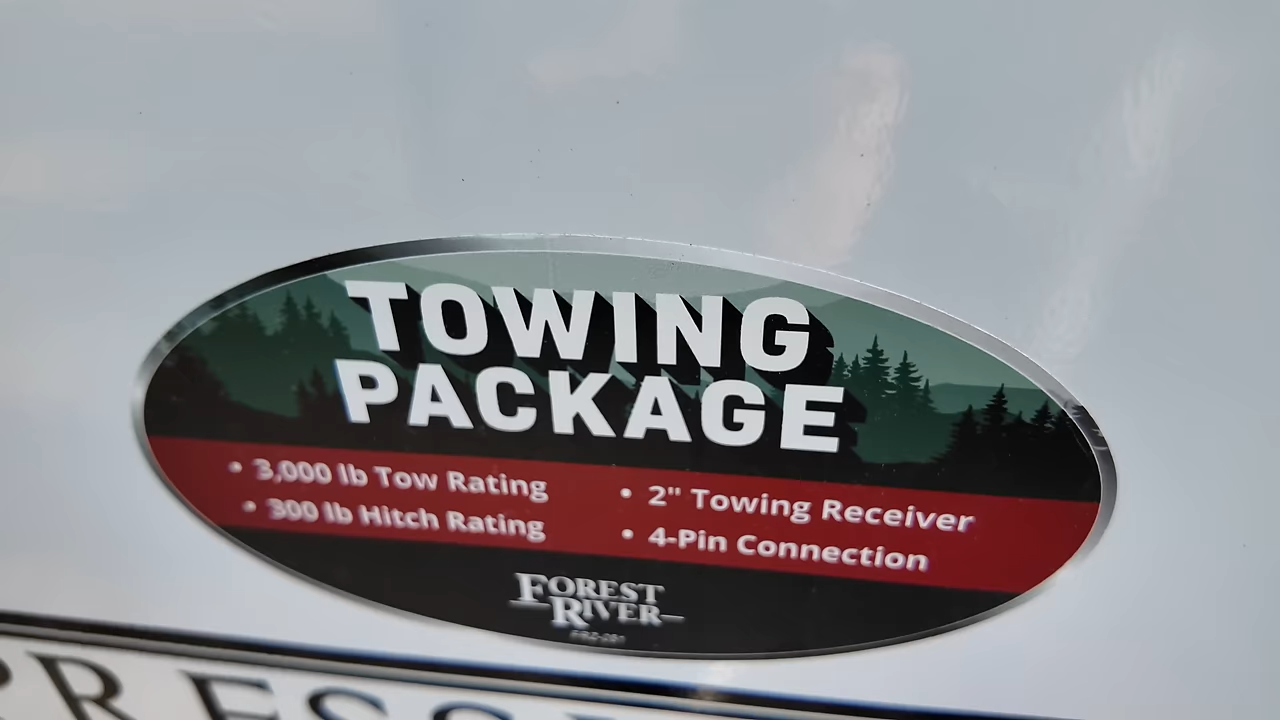 TOWING
PACKAGE
• 3,000 lb Tow Rating
• 300 lb Hitch Rating
• 2" Towing Receiver
• 4-Pin Connection
FOREST
RIVER